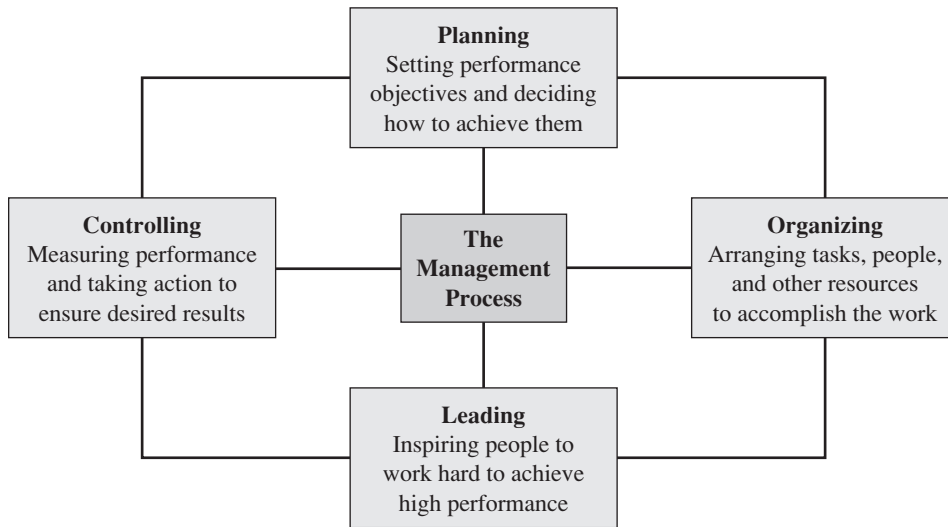 Planning
Setting performance
objectives and deciding
how to achieve them
Controlling
Measuring performance
and taking action to
ensure desired results
The
Management
Process
Organizing
Arranging tasks, people,
and other resources
to accomplish the work
Leading
Inspiring people to
work hard to achieve
high performance